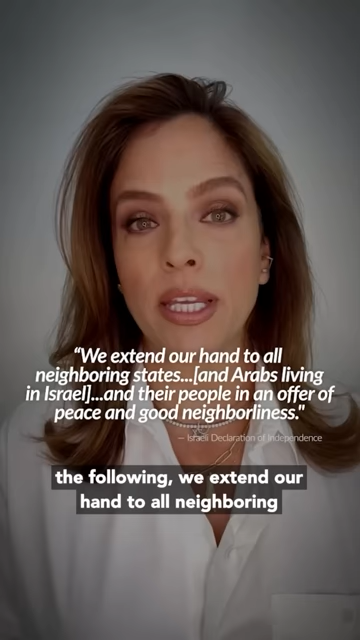 “We extend our hand to all
neighboring states...[and Arabs living
in Israel]...and their people in an offer of
peace and good neighborliness."
— Israeli Declaration of Independence
the following, we extend our
hand to all neighboring